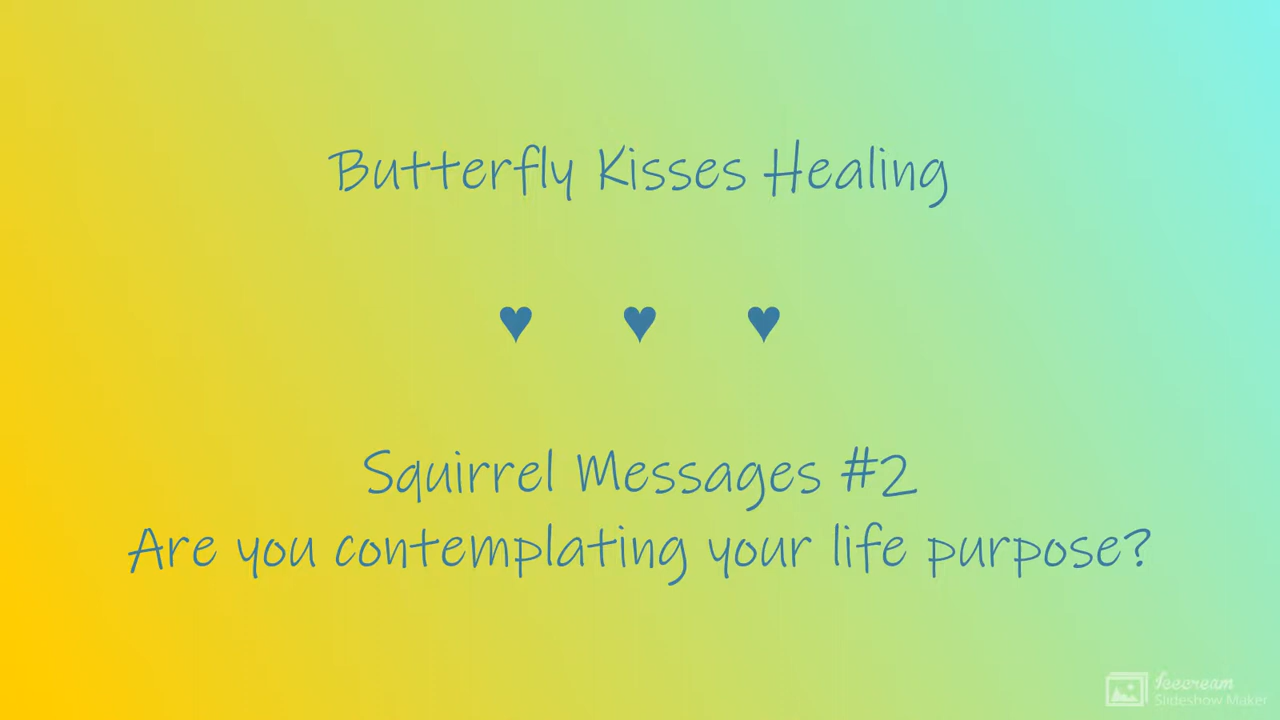 Butterfly Kisses Healing
♥ ♥ ♥
Squirrel Messages #2
Are you contemplating your life purpose?
Icecream
Slideshow Maker